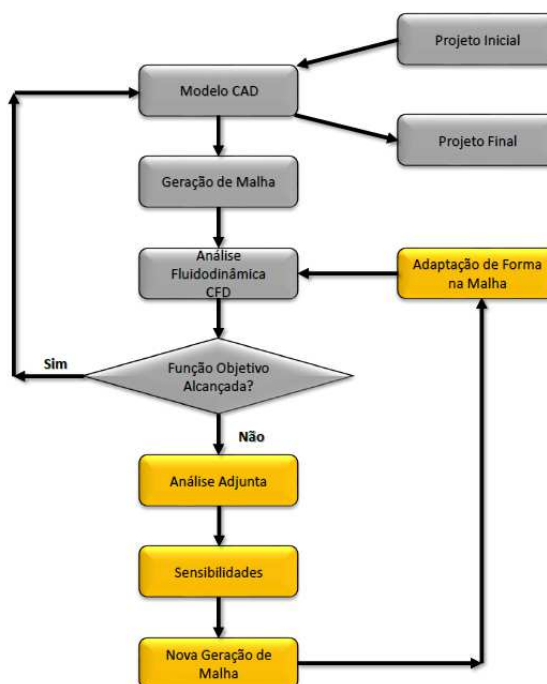 Projeto Inicial
Modelo CAD
Projeto Final
Geração de Malha
Análise
Fluidodinâmica
CFD
Adaptação de Forma
na Malha
Sim
Função Objetivo
Alcançada?
Não
Análise Adjunta
Sensibilidades
Nova Geração de
Malha